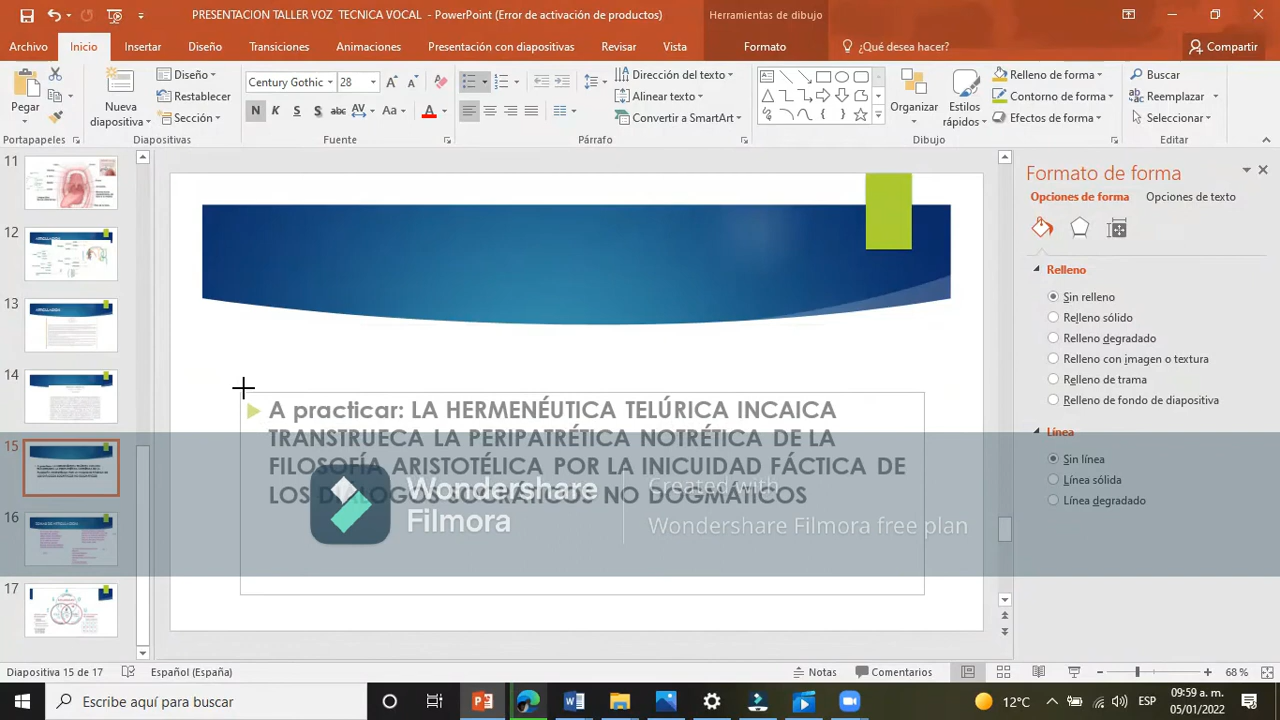 PRESENTACION TALLER VOZ TECNICA VOCAL - PowerPoint (Error de activación de productos)
Herramientas de dibujo
Archivo Inicio Insertar Diseño Transiciones Animaciones Presentación con diapositivas Revisar Vista Formato ¿Qué desea hacer? Compartir
Pegar
Nueva diapositiva
Diseño
Restablecer
Sección
Century Gothic 28
N K S S abc AV Aa A
Dirección del texto
Alinear texto
Convertir a SmartArt
Organizar
Estilos rápidos
Relleno de forma
Contorno de forma
Efectos de forma
Buscar
Reemplazar
Seleccionar
Portapapeles Diapositivas Fuente Párrafo Dibujo Editar
11
12
13
14
15
16
17
A practicar: LA HERMENÉUTICA TELÚRICA INCAICA
TRANSTRUECA LA PERIPATRÉTICA NOTRÉTICA DE LA
FILOSOFÍA ARISTOTÉLICA POR LA INICUIDAD FÁCTICA DE
LOS DIÁLOGOS SOCRÁTICOS NO DOGMÁTICOS
Wondershare
Filmora
Created with
Wondershare Filmora free plan
Formato de forma
Opciones de forma Opciones de texto
Relleno
Sin relleno
Relleno sólido
Relleno degradado
Relleno con imagen o textura
Relleno de trama
Relleno de fondo de diapositiva
Línea
Sin línea
Línea sólida
Línea degradado
Diapositiva 15 de 17 Español (España) Notas Comentarios 68 %
Escribe aquí para buscar
12°C ESP
09:59 a. m.
05/01/2022